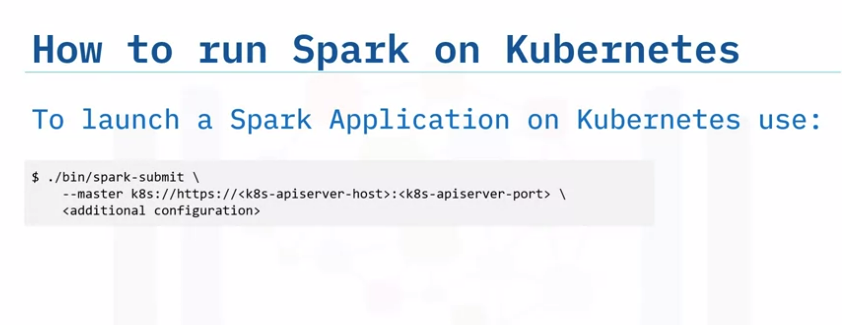 How to run Spark on Kubernetes
To launch a Spark Application on Kubernetes use:
$ ./bin/spark-submit \
--master k8s://https://<k8s-apiserver-host>:<k8s-apiserver-port> \
<additional configuration>